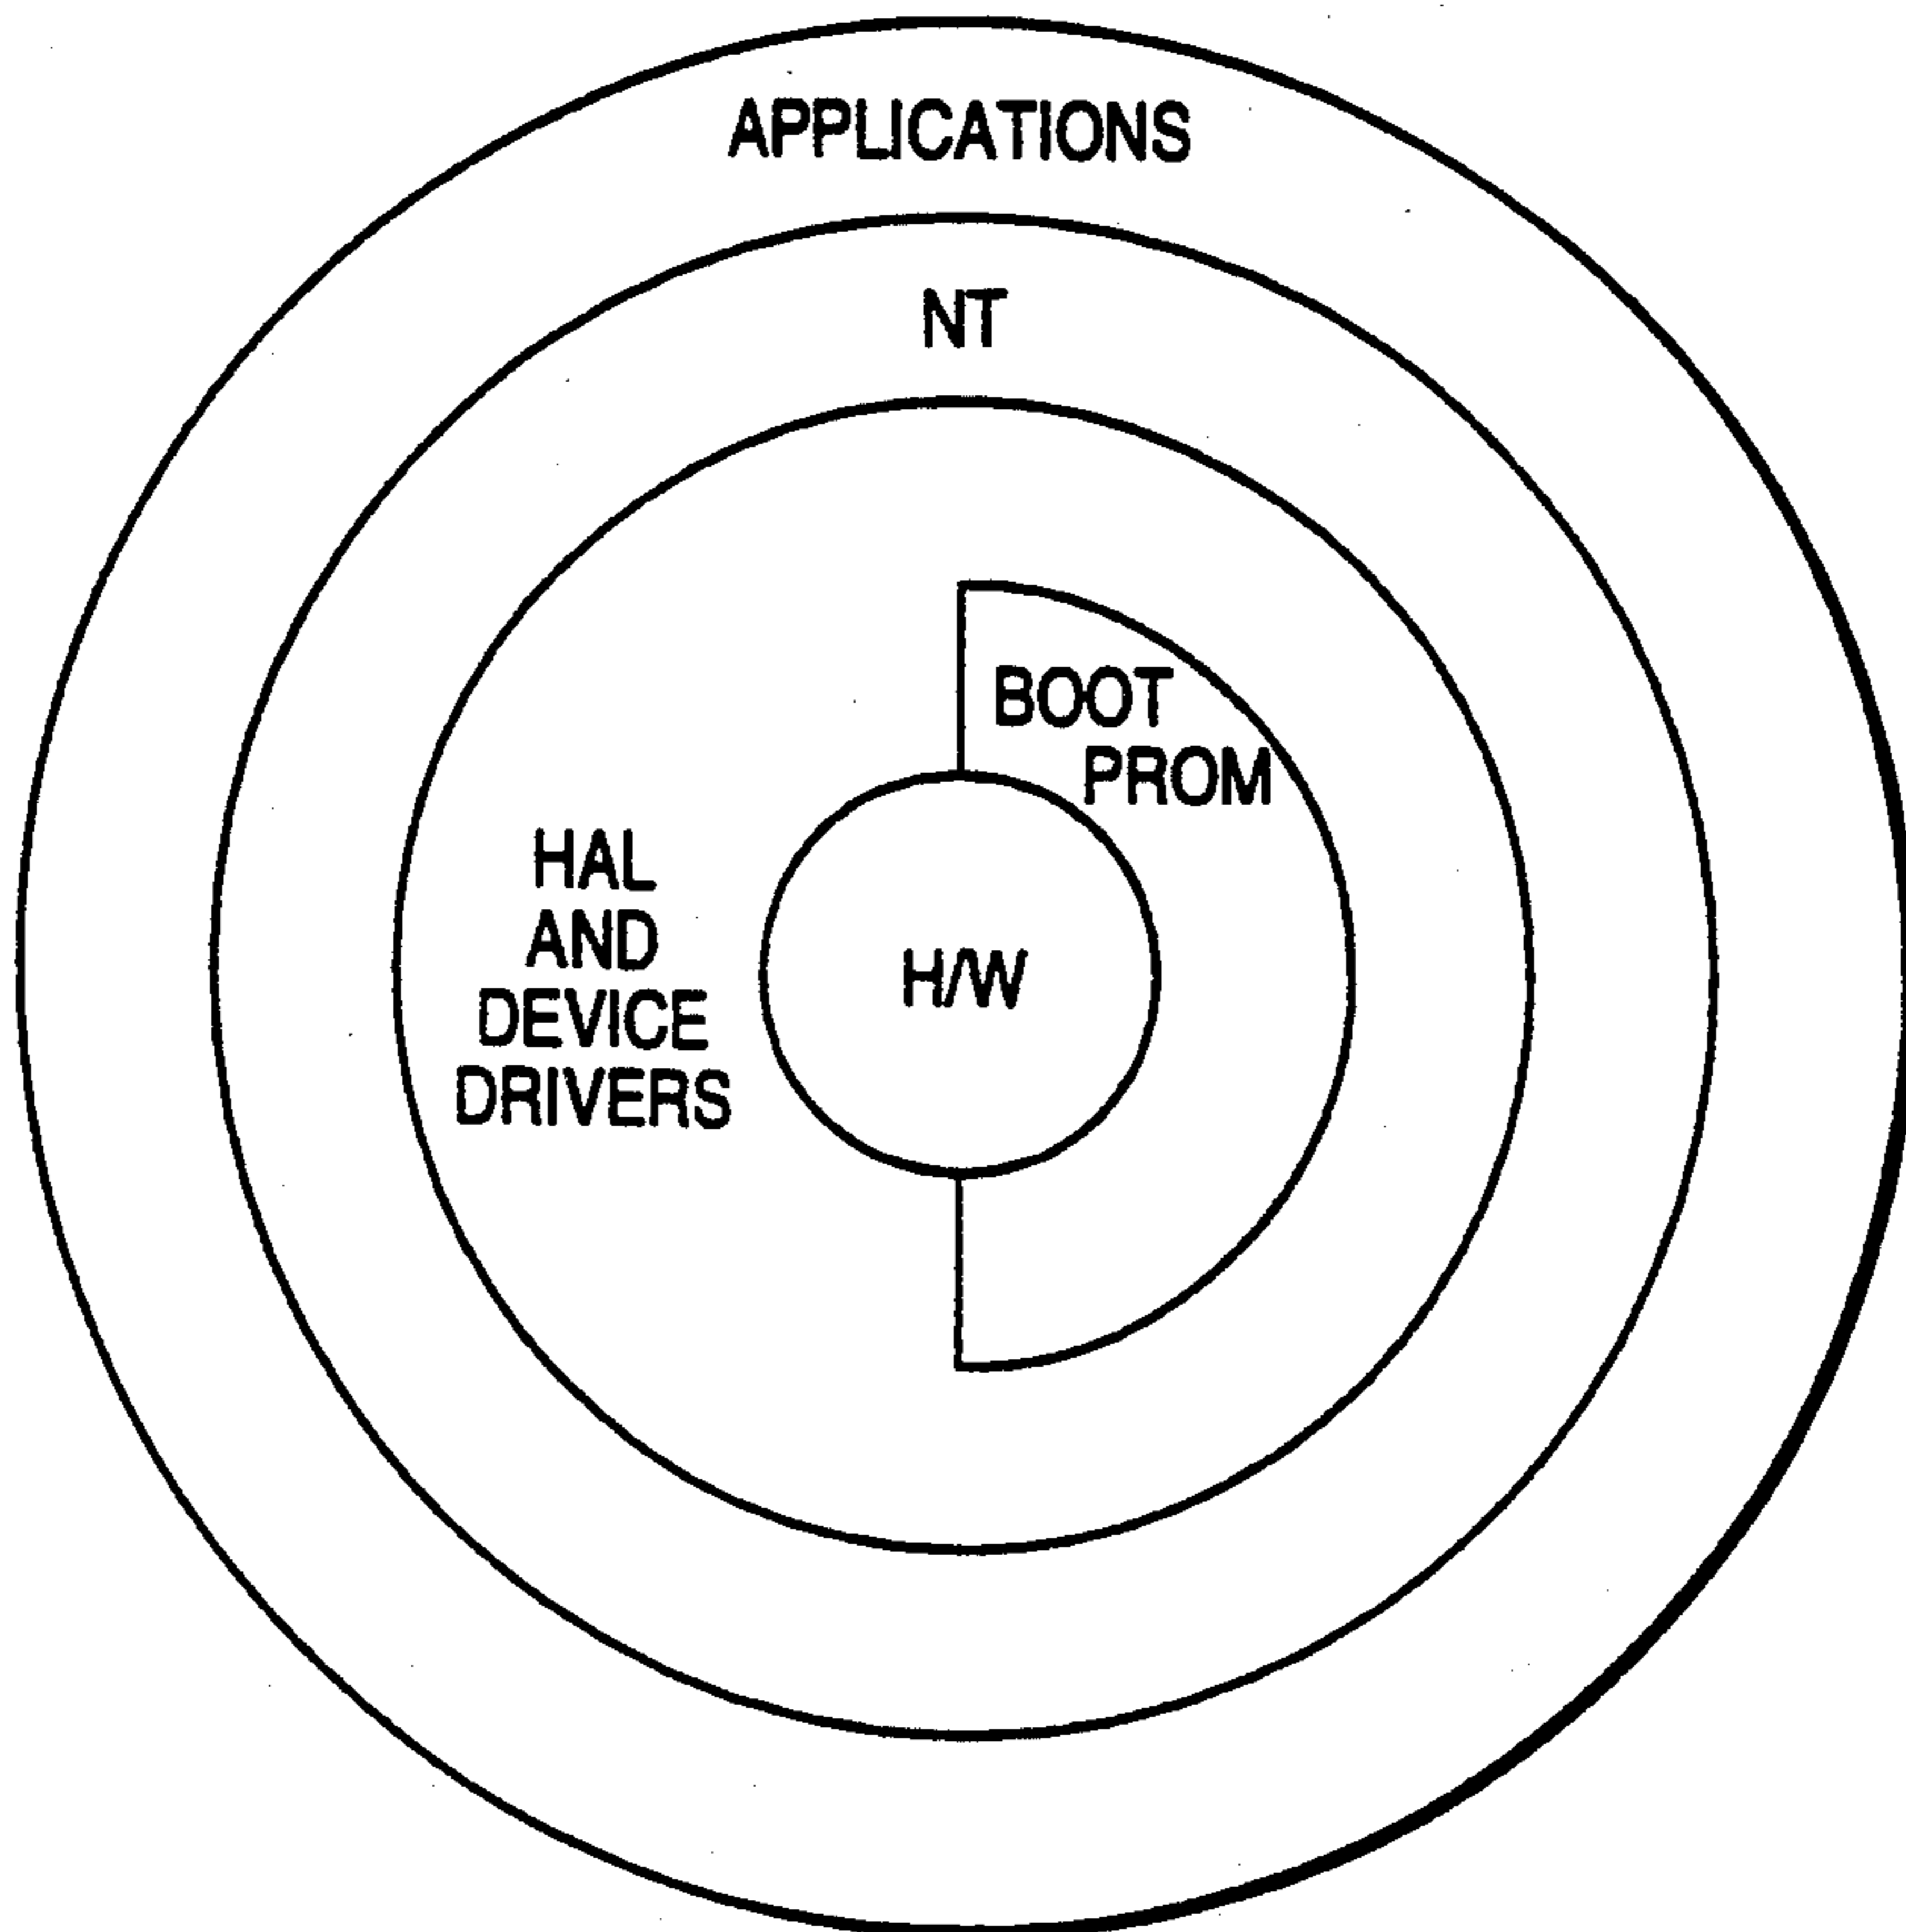 APPLICATIONS
NT
BOOT
PROM
HAL
AND
DEVICE
DRIVERS
H/W